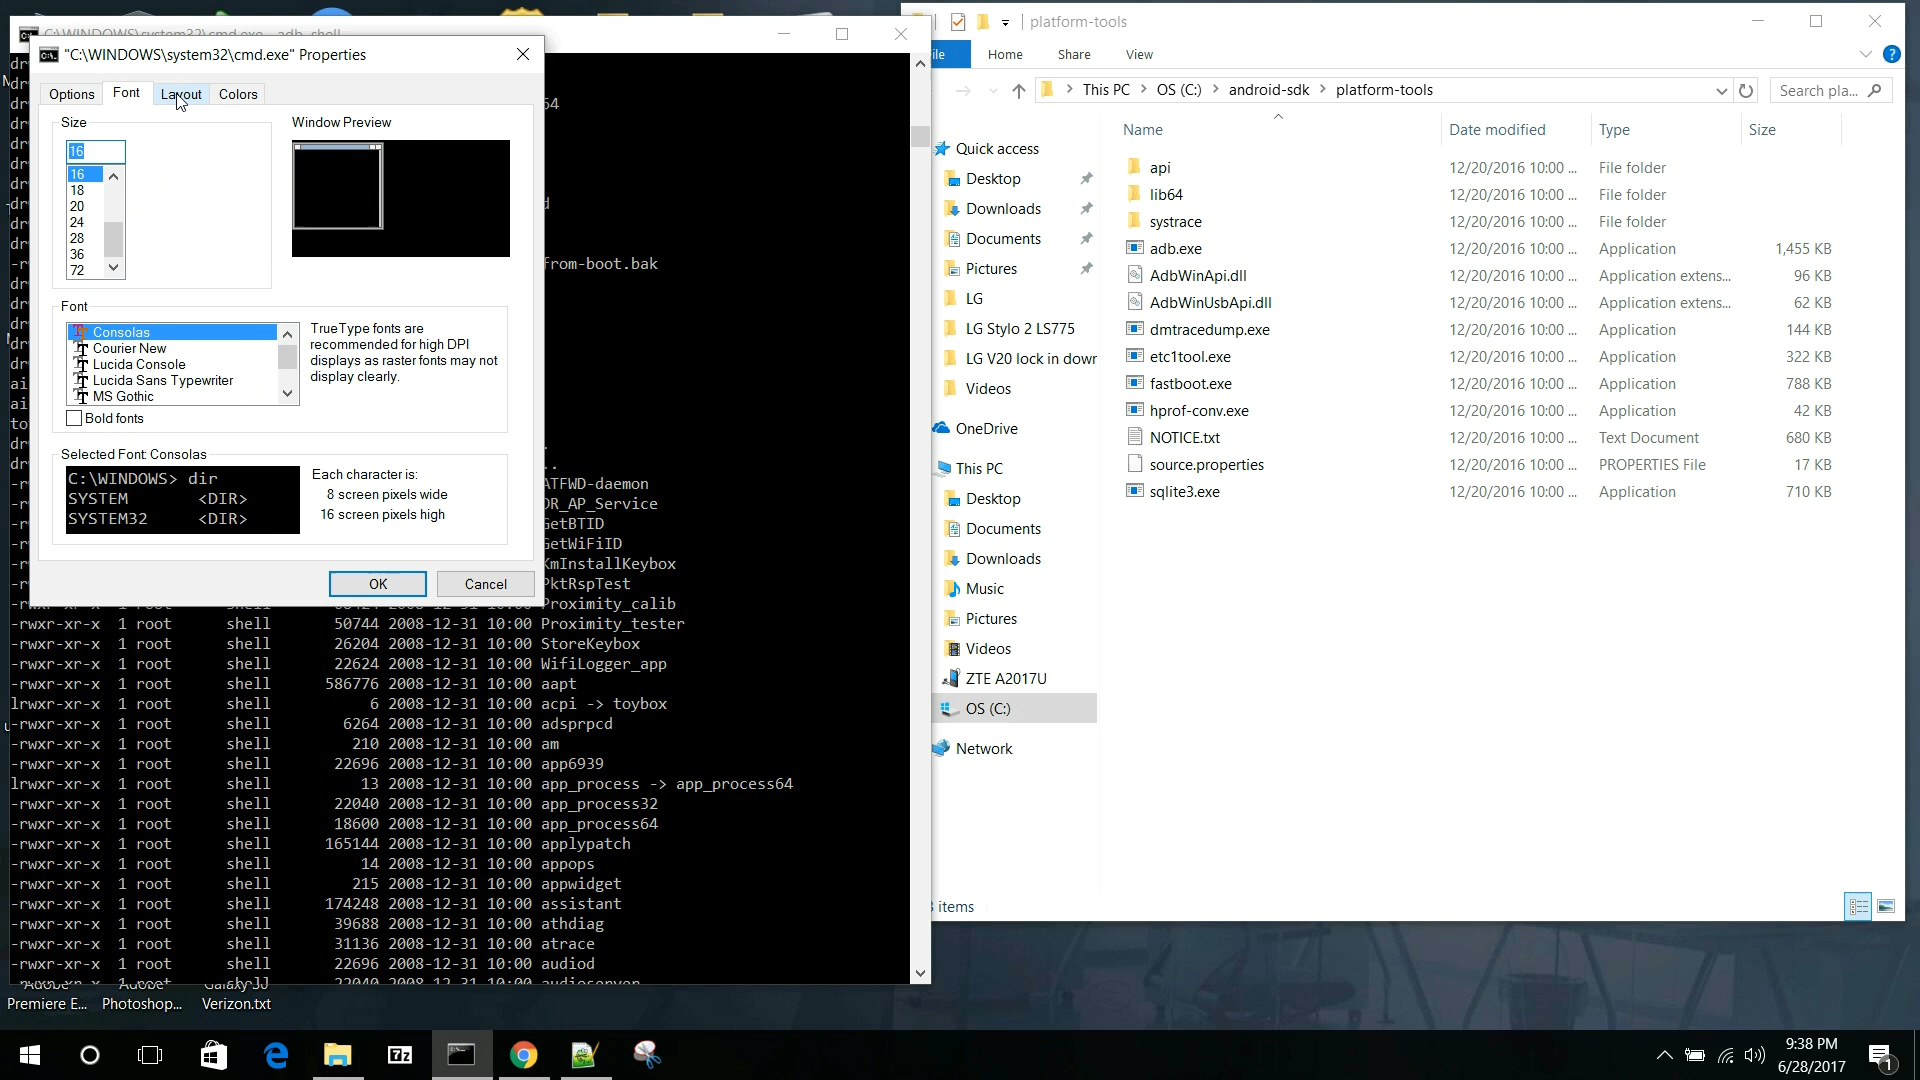 "C:\WINDOWS\system32\cmd.exe" Properties
Options Font Layout Colors
Size
16
16
18
20
24
28
36
72
Window Preview
Font
Consolas
Courier New
Lucida Console
Lucida Sans Typewriter
MS Gothic
Bold fonts
TrueType fonts are
recommended for high DPI
displays as raster fonts may not
display clearly.
Selected Font: Consolas
C:\WINDOWS> dir
SYSTEM <DIR>
SYSTEM32 <DIR>
Each character is:
8 screen pixels wide
16 screen pixels high
OK Cancel
from-boot.bak
ATFWD-daemon
DR_AP_Service
GetBTID
GetWiFiID
KmInstallKeybox
PktRspTest
Proximity_calib
-rwxr-xr-x 1 root shell 50744 2008-12-31 10:00 Proximity_tester
-rwxr-xr-x 1 root shell 26204 2008-12-31 10:00 StoreKeybox
-rwxr-xr-x 1 root shell 22624 2008-12-31 10:00 WifiLogger_app
-rwxr-xr-x 1 root shell 586776 2008-12-31 10:00 aapt
lrwxr-xr-x 1 root shell 6 2008-12-31 10:00 acpi -> toybox
-rwxr-xr-x 1 root shell 6264 2008-12-31 10:00 adsprpcd
-rwxr-xr-x 1 root shell 210 2008-12-31 10:00 am
-rwxr-xr-x 1 root shell 22696 2008-12-31 10:00 app6939
lrwxr-xr-x 1 root shell 13 2008-12-31 10:00 app_process -> app_process64
-rwxr-xr-x 1 root shell 22040 2008-12-31 10:00 app_process32
-rwxr-xr-x 1 root shell 18600 2008-12-31 10:00 app_process64
-rwxr-xr-x 1 root shell 165144 2008-12-31 10:00 applypatch
-rwxr-xr-x 1 root shell 14 2008-12-31 10:00 appops
-rwxr-xr-x 1 root shell 215 2008-12-31 10:00 appwidget
-rwxr-xr-x 1 root shell 174248 2008-12-31 10:00 assistant
-rwxr-xr-x 1 root shell 39688 2008-12-31 10:00 athdiag
-rwxr-xr-x 1 root shell 31136 2008-12-31 10:00 atrace
-rwxr-xr-x 1 root shell 22696 2008-12-31 10:00 audiod
platform-tools
ile Home Share View
This PC > OS (C:) > android-sdk > platform-tools
Search pla...
Quick access
Desktop
Downloads
Documents
Pictures
LG
LG Stylo 2 LS775
LG V20 lock in dowr
Videos
OneDrive
This PC
Desktop
Documents
Downloads
Music
Pictures
Videos
ZTE A2017U
OS (C:)
Network
Name Date modified Type Size
api 12/20/2016 10:00 ... File folder
lib64 12/20/2016 10:00 ... File folder
systrace 12/20/2016 10:00 ... File folder
adb.exe 12/20/2016 10:00 ... Application 1,455 KB
AdbWinApi.dll 12/20/2016 10:00 ... Application extens... 96 KB
AdbWinUsbApi.dll 12/20/2016 10:00 ... Application extens... 62 KB
dmtracedump.exe 12/20/2016 10:00 ... Application 144 KB
etc1tool.exe 12/20/2016 10:00 ... Application 322 KB
fastboot.exe 12/20/2016 10:00 ... Application 788 KB
hprof-conv.exe 12/20/2016 10:00 ... Application 42 KB
NOTICE.txt 12/20/2016 10:00 ... Text Document 680 KB
source.properties 12/20/2016 10:00 ... PROPERTIES File 17 KB
sqlite3.exe 12/20/2016 10:00 ... Application 710 KB
items
Premiere E... Photoshop... Verizon.txt
7z
9:38 PM
6/28/2017
1